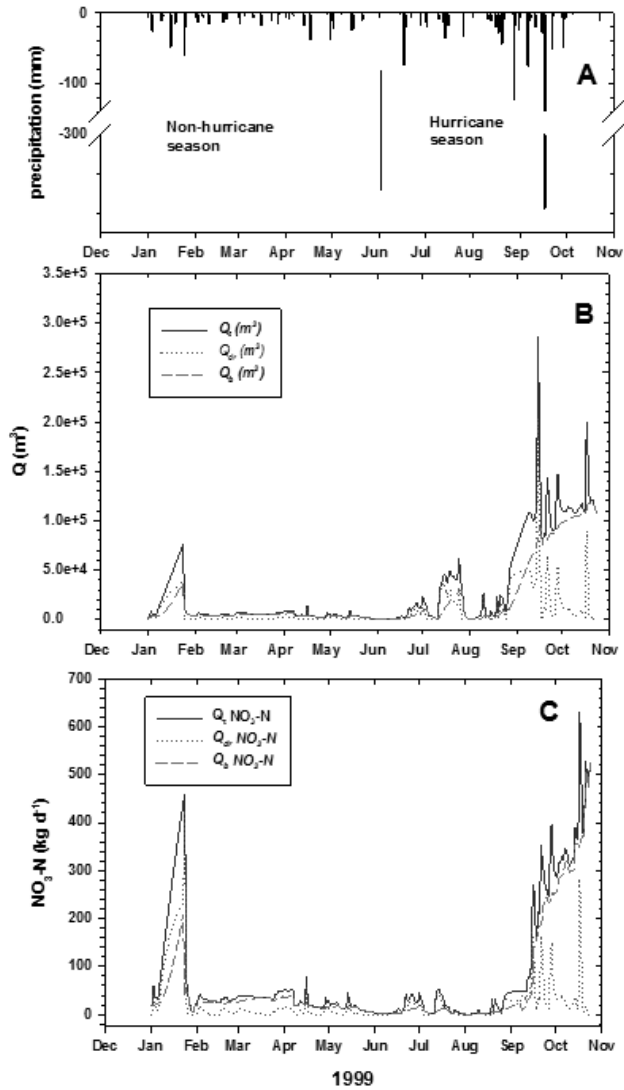 0
-100
-300
precipitation (mm)
A
Non-hurricane
season
Hurricane
season
Dec Jan Feb Mar Apr May Jun Jul Aug Sep Oct Nov
3.5e+5
3.0e+5
2.5e+5
2.0e+5
1.5e+5
1.0e+5
5.0e+4
0.0
Q (m³)
B
Qt (m³)
Qdr (m³)
Qb (m³)
Dec Jan Feb Mar Apr May Jun Jul Aug Sep Oct Nov
700
600
500
400
300
200
100
0
NO3-N (kg d-1)
C
Qt NO3-N
Qdr NO3-N
Qb NO3-N
Dec Jan Feb Mar Apr May Jun Jul Aug Sep Oct Nov
1999